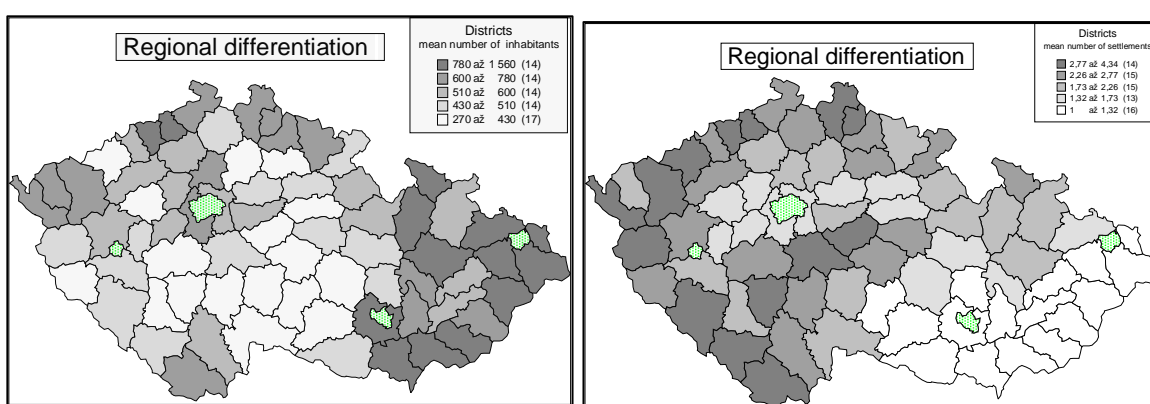 Regional differentiation
Districts
mean number of inhabitants
780 až 1 560 (14)
600 až 780 (14)
510 až 600 (14)
430 až 510 (14)
270 až 430 (17)
Regional differentiation
Districts
mean number of settlements
2,77 až 4,34 (14)
2,26 až 2,77 (15)
1,73 až 2,26 (15)
1,32 až 1,73 (13)
1 až 1,32 (16)